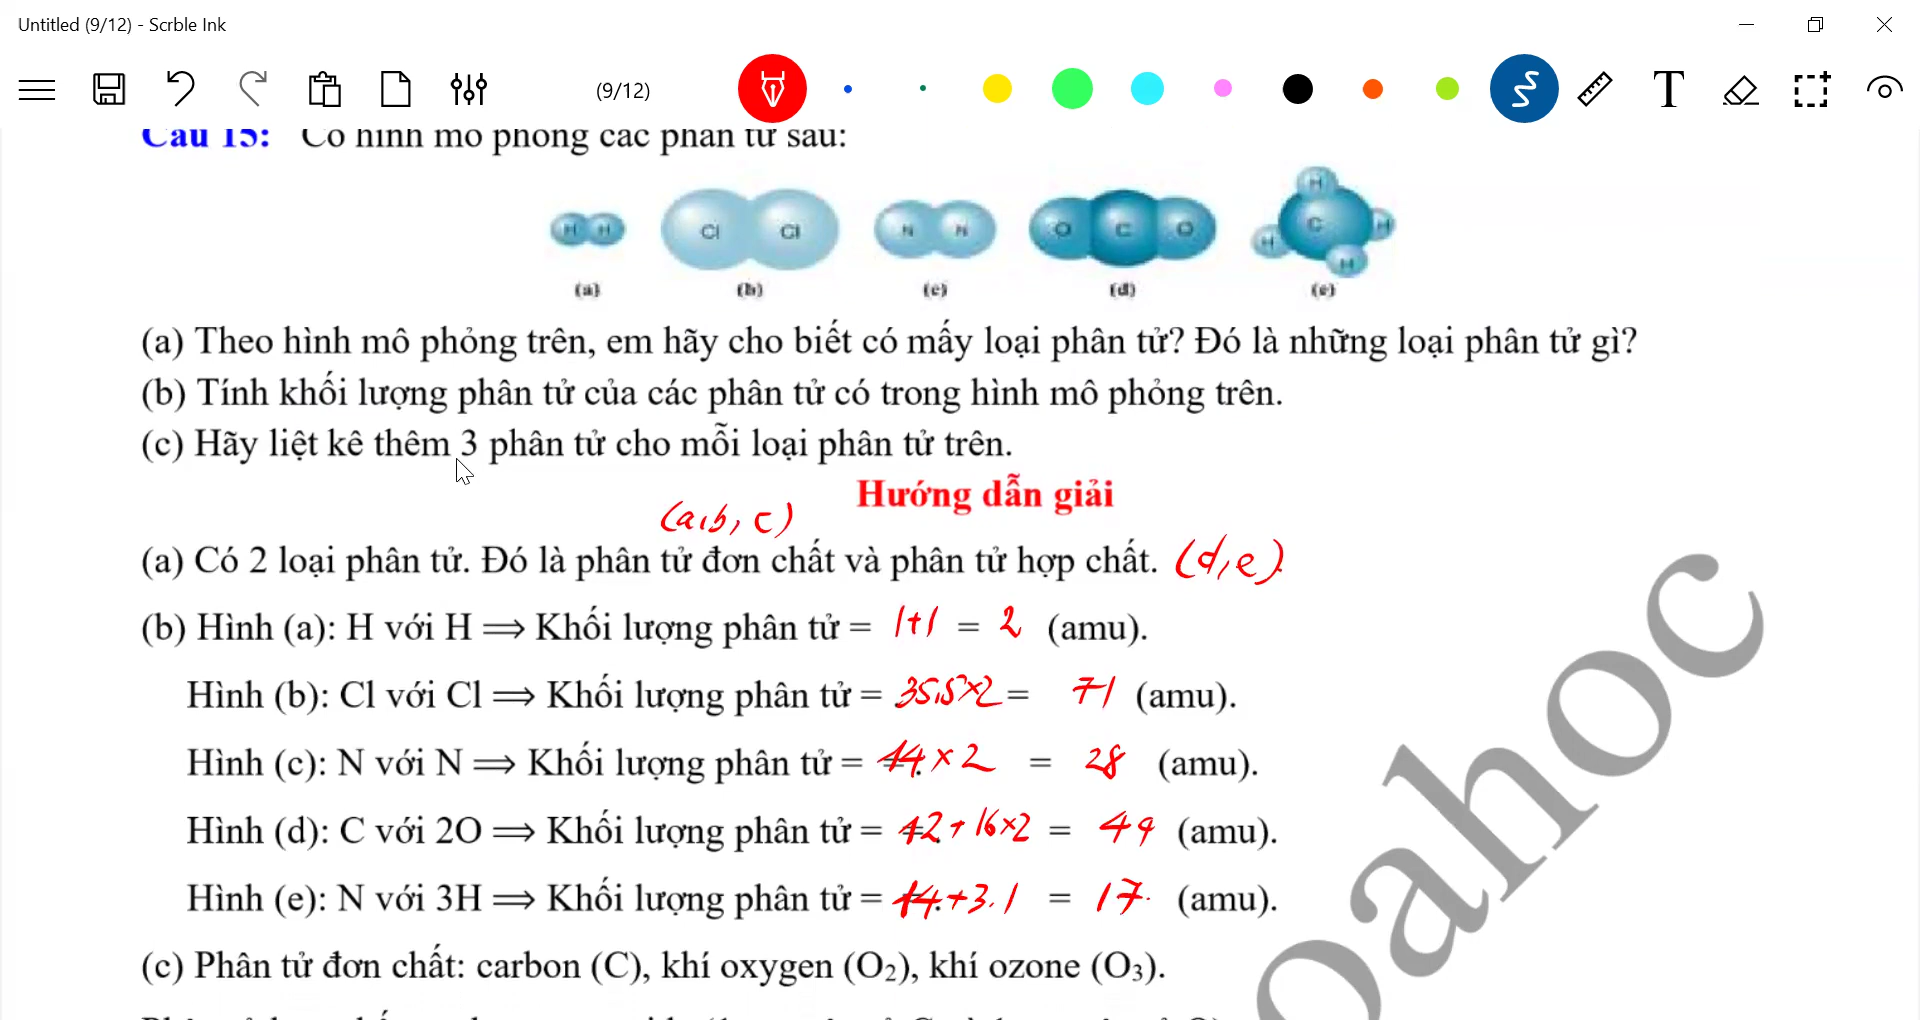 Untitled (9/12) - Scrble Ink
(9/12)
T
Câu 15: Có hình mô phỏng các phân tử sau:
H H Cl Cl N N O C O H C H H H
(a) (b) (c) (d) (e)
(a) Theo hình mô phỏng trên, em hãy cho biết có mấy loại phân tử? Đó là những loại phân tử gì?
(b) Tính khối lượng phân tử của các phân tử có trong hình mô phỏng trên.
(c) Hãy liệt kê thêm 3 phân tử cho mỗi loại phân tử trên.
Hướng dẫn giải
(a,b, c)
(a) Có 2 loại phân tử. Đó là phân tử đơn chất và phân tử hợp chất. (d,e).
(b) Hình (a): H với H ⟹ Khối lượng phân tử = 1+1 = 2 (amu).
Hình (b): Cl với Cl ⟹ Khối lượng phân tử = 35,5×2 = 71 (amu).
Hình (c): N với N ⟹ Khối lượng phân tử = 14×2 = 28 (amu).
Hình (d): C với 2O ⟹ Khối lượng phân tử = 12+16×2 = 44 (amu).
Hình (e): N với 3H ⟹ Khối lượng phân tử = 14+3.1 = 17. (amu).
(c) Phân tử đơn chất: carbon (C), khí oxygen (O₂), khí ozone (O₃).
oahoc